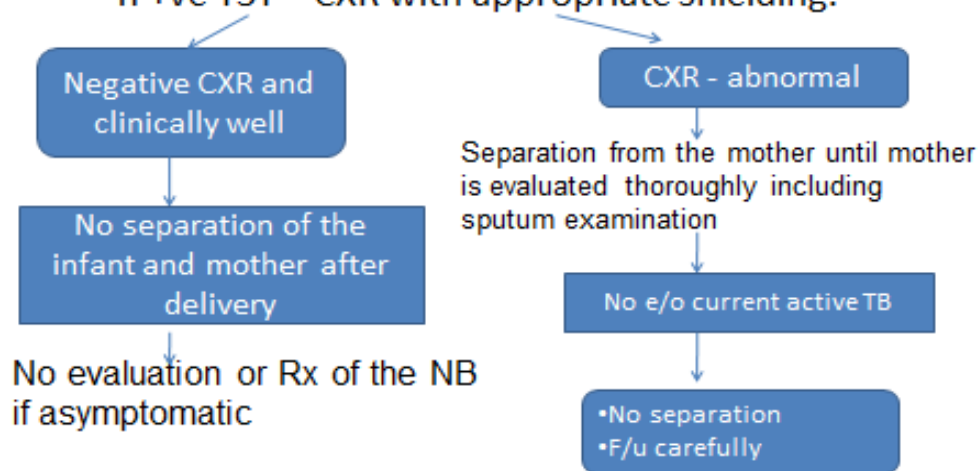 If +ve TST – CXR with appropriate shielding.
Negative CXR and
clinically well
No separation of the
infant and mother after
delivery
No evaluation or Rx of the NB
if asymptomatic
CXR - abnormal
Separation from the mother until mother
is evaluated thoroughly including
sputum examination
No e/o current active TB
•No separation
•F/u carefully